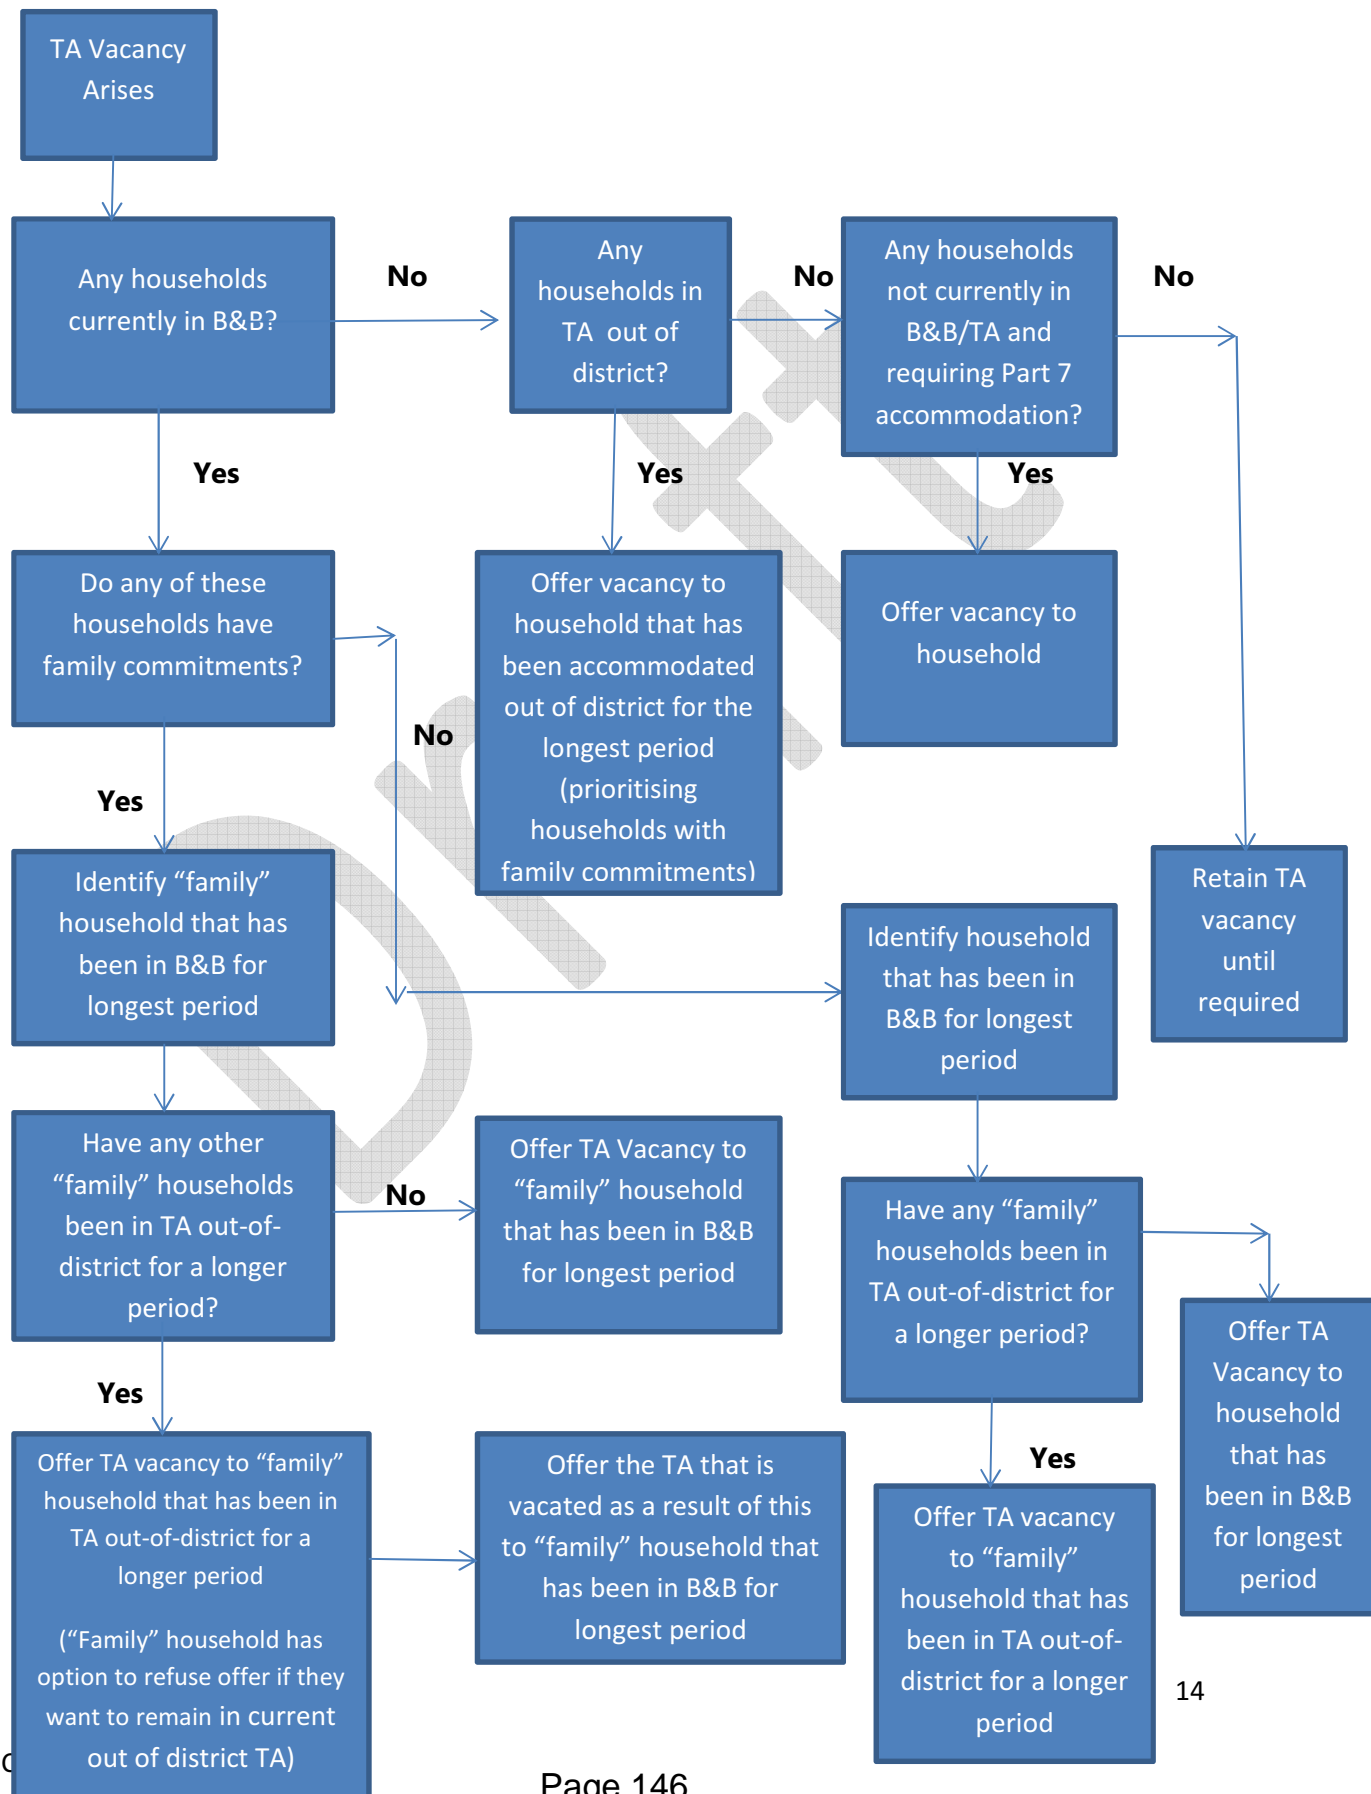 TA Vacancy
Arises
Any households
currently in B&B?
No
Any
households in
TA out of
district?
No
Any households
not currently in
B&B/TA and
requiring Part 7
accommodation?
No
Yes
Yes
Yes
Do any of these
households have
family commitments?
No
Offer vacancy to
household that has
been accommodated
out of district for the
longest period
(prioritising
households with
family commitments)
Offer vacancy to
household
Yes
Identify “family”
household that has
been in B&B for
longest period
Identify household
that has been in
B&B for longest
period
Retain TA
vacancy
until
required
Have any other
“family” households
been in TA out-of-
district for a longer
period?
No
Offer TA Vacancy to
“family” household
that has been in B&B
for longest period
Have any “family”
households been in
TA out-of-district for
a longer period?
Offer TA
Vacancy to
household
that has
been in B&B
for longest
period
Yes
Offer TA vacancy to “family”
household that has been in
TA out-of-district for a
longer period
(“Family” household has
option to refuse offer if they
want to remain in current
out of district TA)
Offer the TA that is
vacated as a result of this
to “family” household that
has been in B&B for
longest period
Yes
Offer TA vacancy
to “family”
household that has
been in TA out-of-
district for a longer
period
14
Page 146
Draft